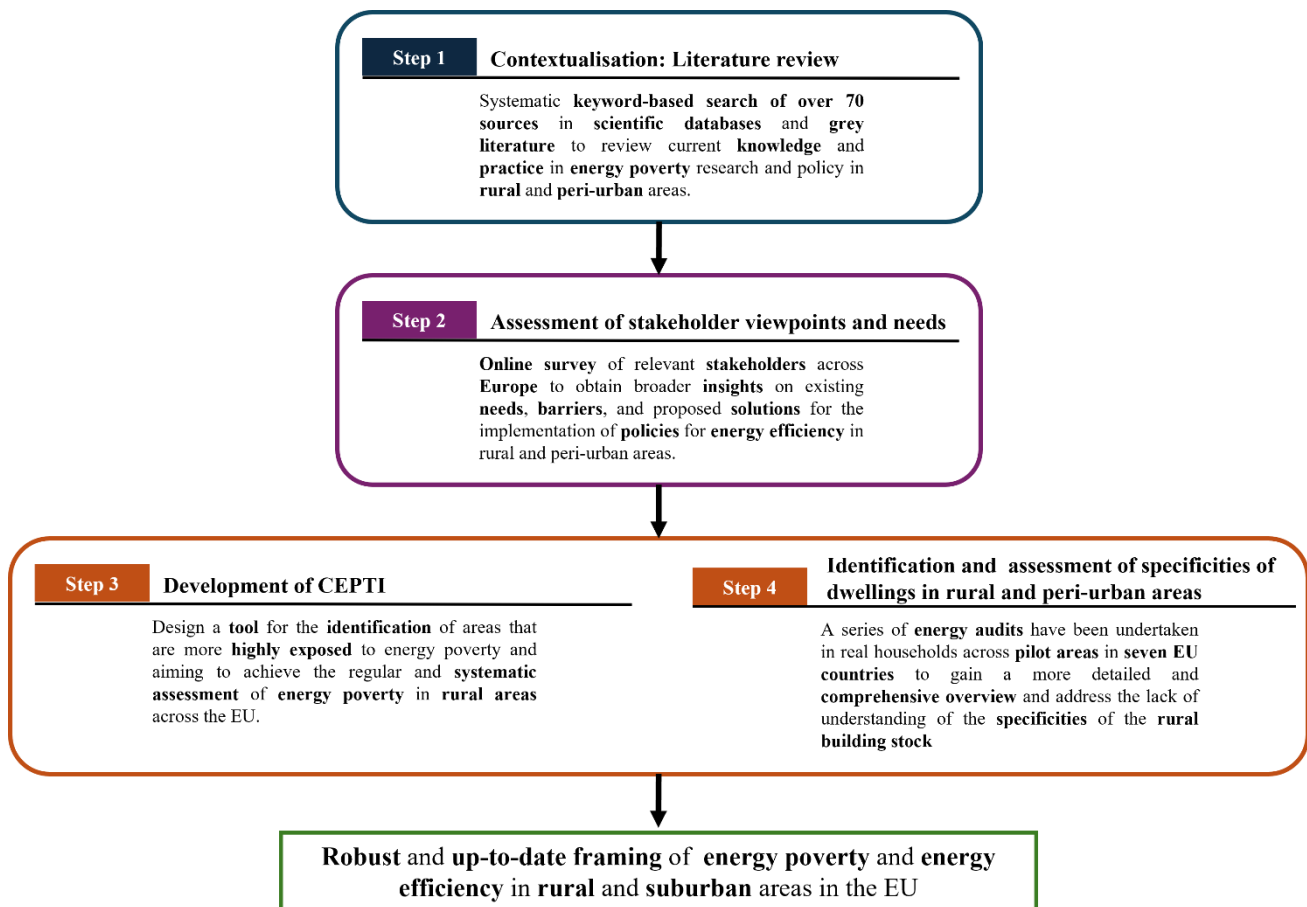 Step 1
Contextualisation: Literature review
Systematic keyword-based search of over 70
sources in scientific databases and grey
literature to review current knowledge and
practice in energy poverty research and policy in
rural and peri-urban areas.
Step 2
Assessment of stakeholder viewpoints and needs
Online survey of relevant stakeholders across
Europe to obtain broader insights on existing
needs, barriers, and proposed solutions for the
implementation of policies for energy efficiency in
rural and peri-urban areas.
Step 3
Development of CEPTI
Design a tool for the identification of areas that
are more highly exposed to energy poverty and
aiming to achieve the regular and systematic
assessment of energy poverty in rural areas
across the EU.
Step 4
Identification and assessment of specificities of
dwellings in rural and peri-urban areas
A series of energy audits have been undertaken
in real households across pilot areas in seven EU
countries to gain a more detailed and
comprehensive overview and address the lack of
understanding of the specificities of the rural
building stock
Robust and up-to-date framing of energy poverty and energy
efficiency in rural and suburban areas in the EU